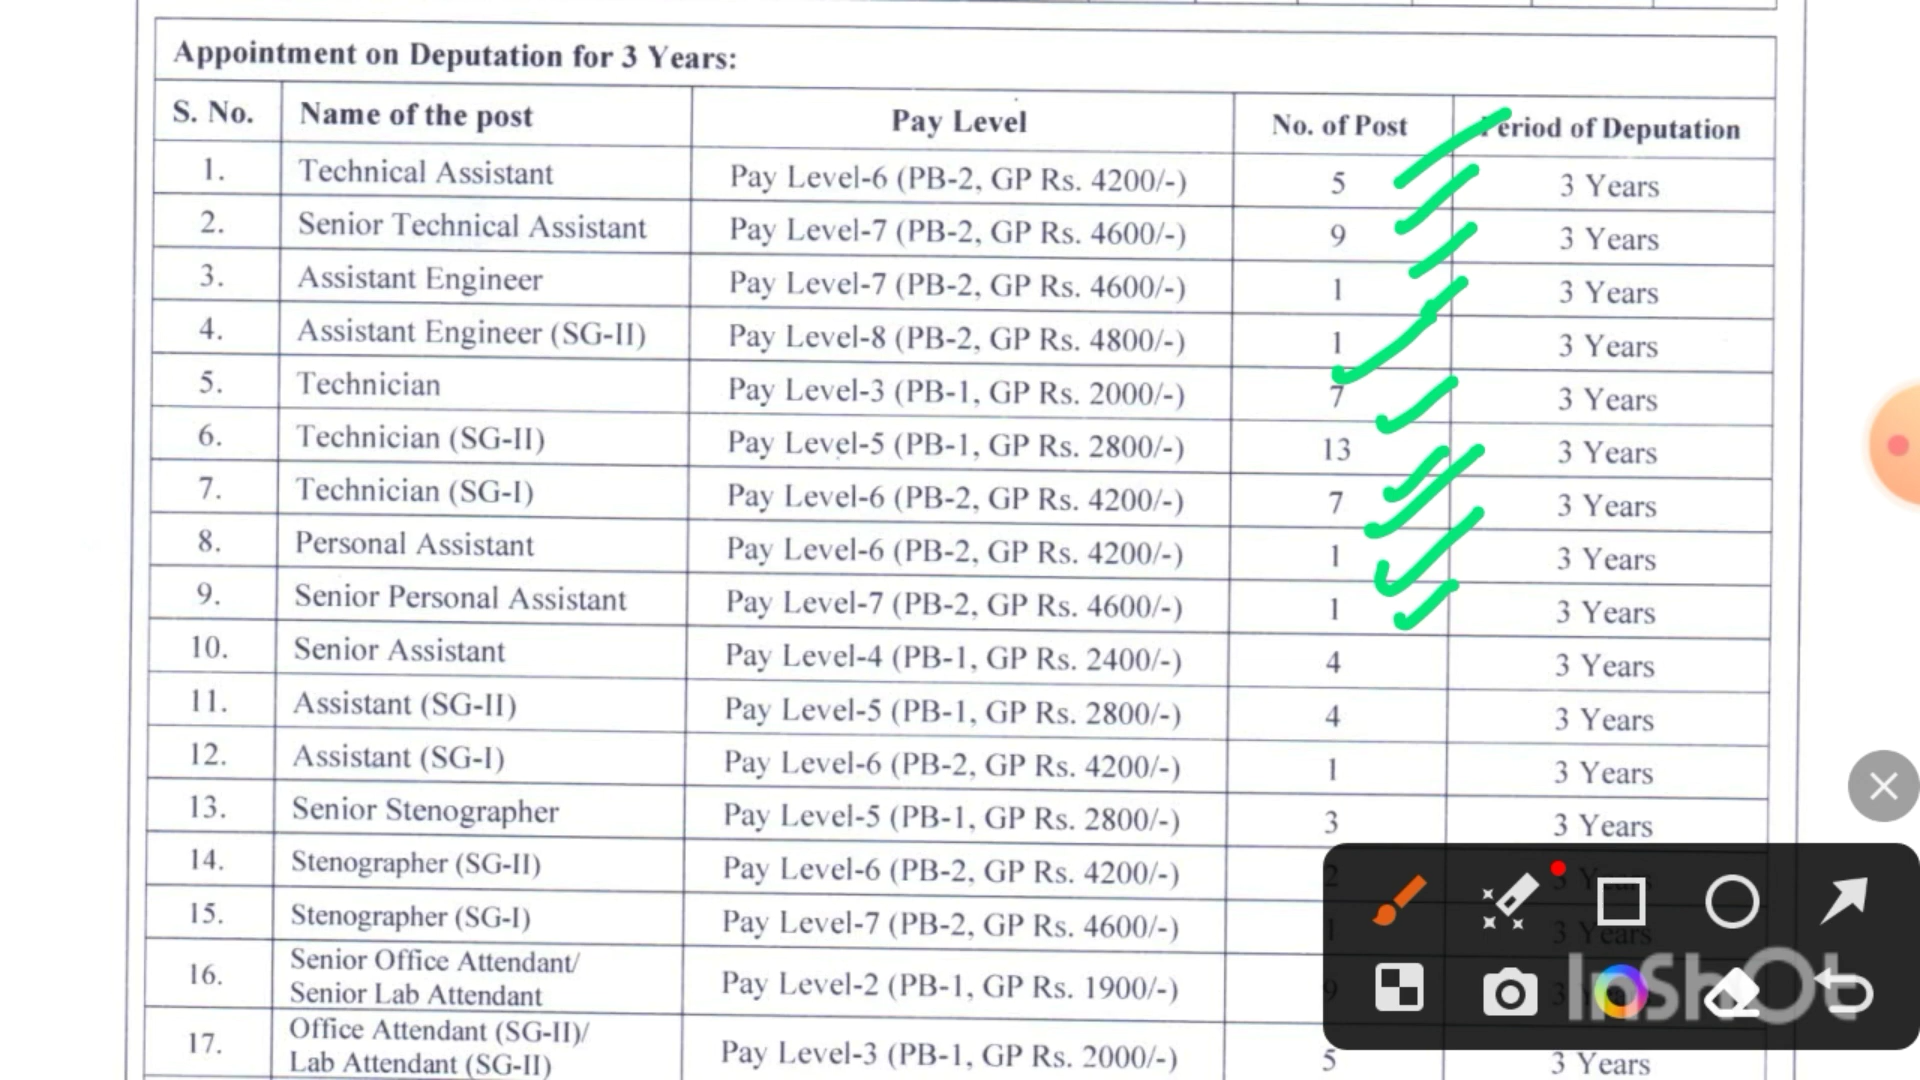 Appointment on Deputation for 3 Years:
S. No. Name of the post Pay Level No. of Post Period of Deputation
1. Technical Assistant Pay Level-6 (PB-2, GP Rs. 4200/-) 5 3 Years
2. Senior Technical Assistant Pay Level-7 (PB-2, GP Rs. 4600/-) 9 3 Years
3. Assistant Engineer Pay Level-7 (PB-2, GP Rs. 4600/-) 1 3 Years
4. Assistant Engineer (SG-II) Pay Level-8 (PB-2, GP Rs. 4800/-) 1 3 Years
5. Technician Pay Level-3 (PB-1, GP Rs. 2000/-) 7 3 Years
6. Technician (SG-II) Pay Level-5 (PB-1, GP Rs. 2800/-) 13 3 Years
7. Technician (SG-I) Pay Level-6 (PB-2, GP Rs. 4200/-) 7 3 Years
8. Personal Assistant Pay Level-6 (PB-2, GP Rs. 4200/-) 1 3 Years
9. Senior Personal Assistant Pay Level-7 (PB-2, GP Rs. 4600/-) 1 3 Years
10. Senior Assistant Pay Level-4 (PB-1, GP Rs. 2400/-) 4 3 Years
11. Assistant (SG-II) Pay Level-5 (PB-1, GP Rs. 2800/-) 4 3 Years
12. Assistant (SG-I) Pay Level-6 (PB-2, GP Rs. 4200/-) 1 3 Years
13. Senior Stenographer Pay Level-5 (PB-1, GP Rs. 2800/-) 3 3 Years
14. Stenographer (SG-II) Pay Level-6 (PB-2, GP Rs. 4200/-) 2 3 Years
15. Stenographer (SG-I) Pay Level-7 (PB-2, GP Rs. 4600/-) 1 3 Years
16. Senior Office Attendant/
Senior Lab Attendant Pay Level-2 (PB-1, GP Rs. 1900/-) 9 3
17. Office Attendant (SG-II)/
Lab Attendant (SG-II) Pay Level-3 (PB-1, GP Rs. 2000/-) 5 3 Years
InShOt